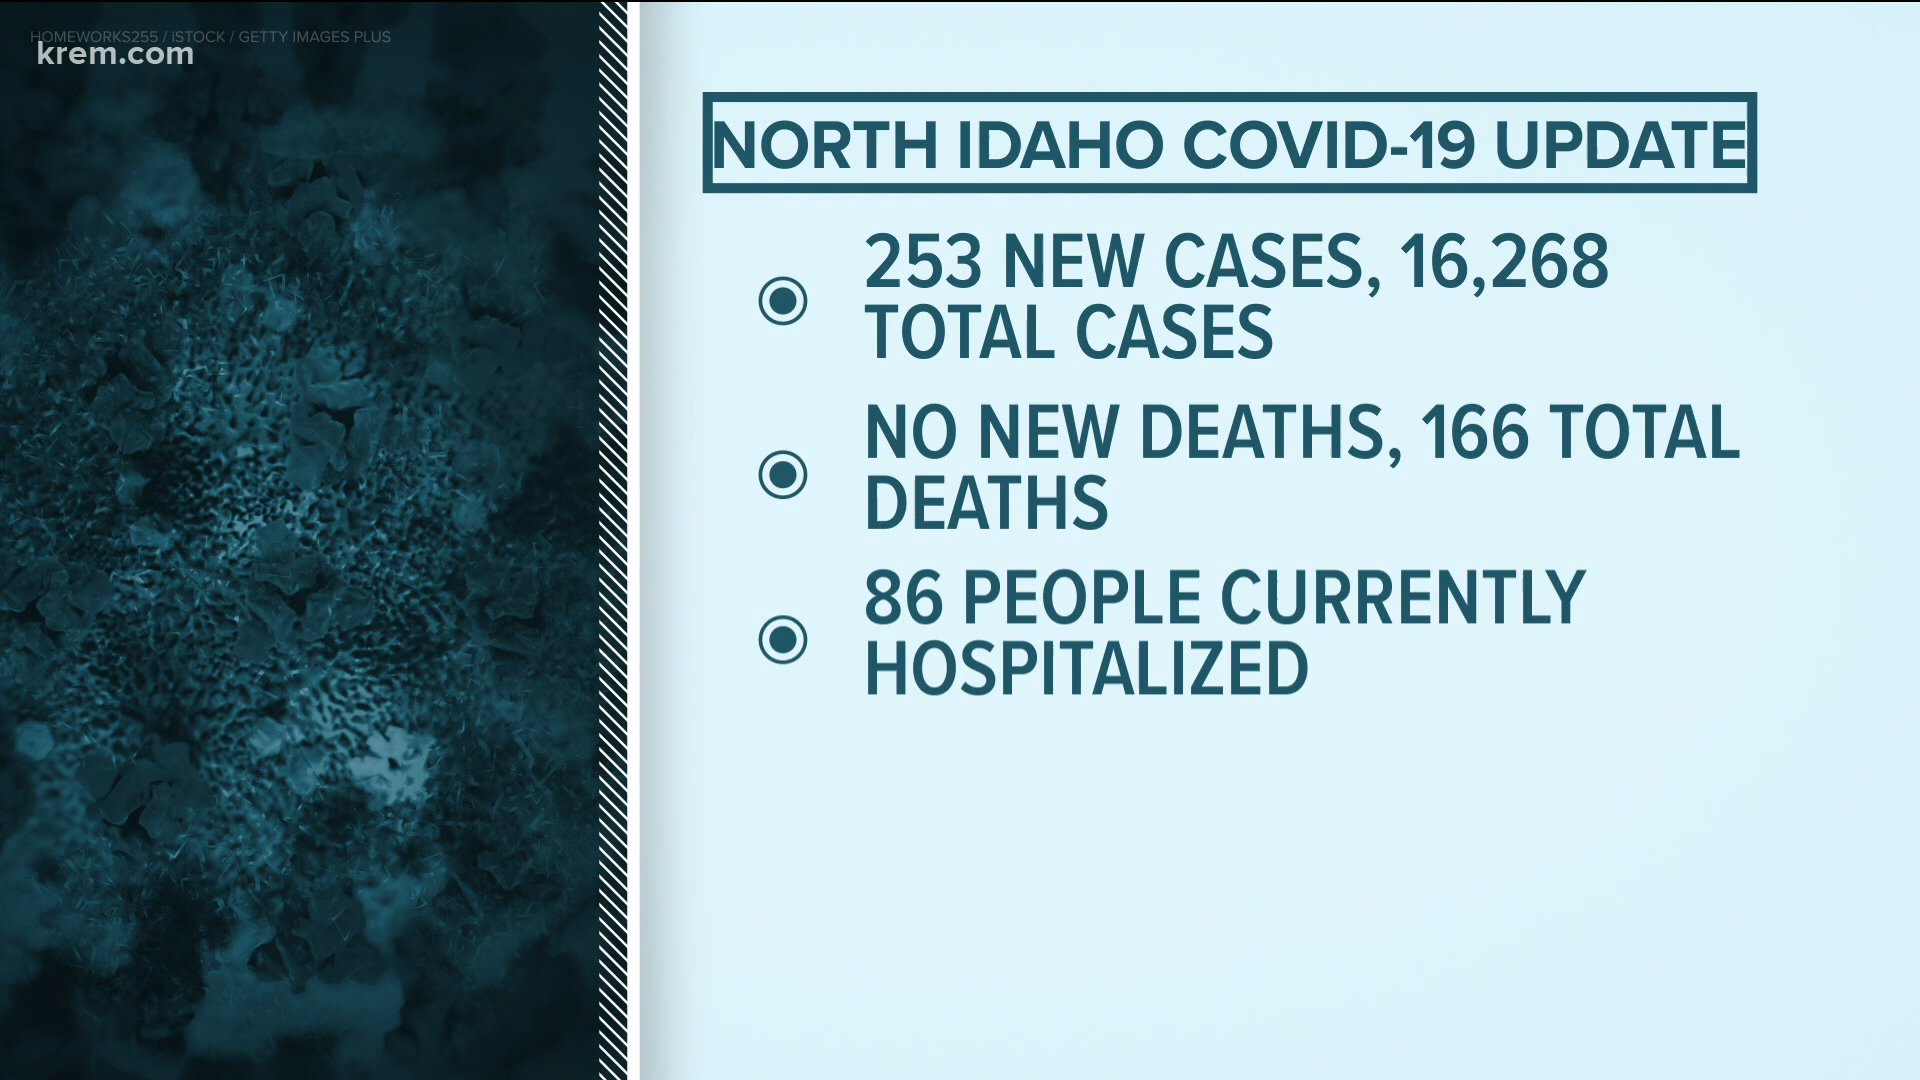 HOMEWORKS255 / iSTOCK / GETTY IMAGES PLUS
krem.com
NORTH IDAHO COVID-19 UPDATE
253 NEW CASES, 16,268
TOTAL CASES
NO NEW DEATHS, 166 TOTAL
DEATHS
86 PEOPLE CURRENTLY
HOSPITALIZED